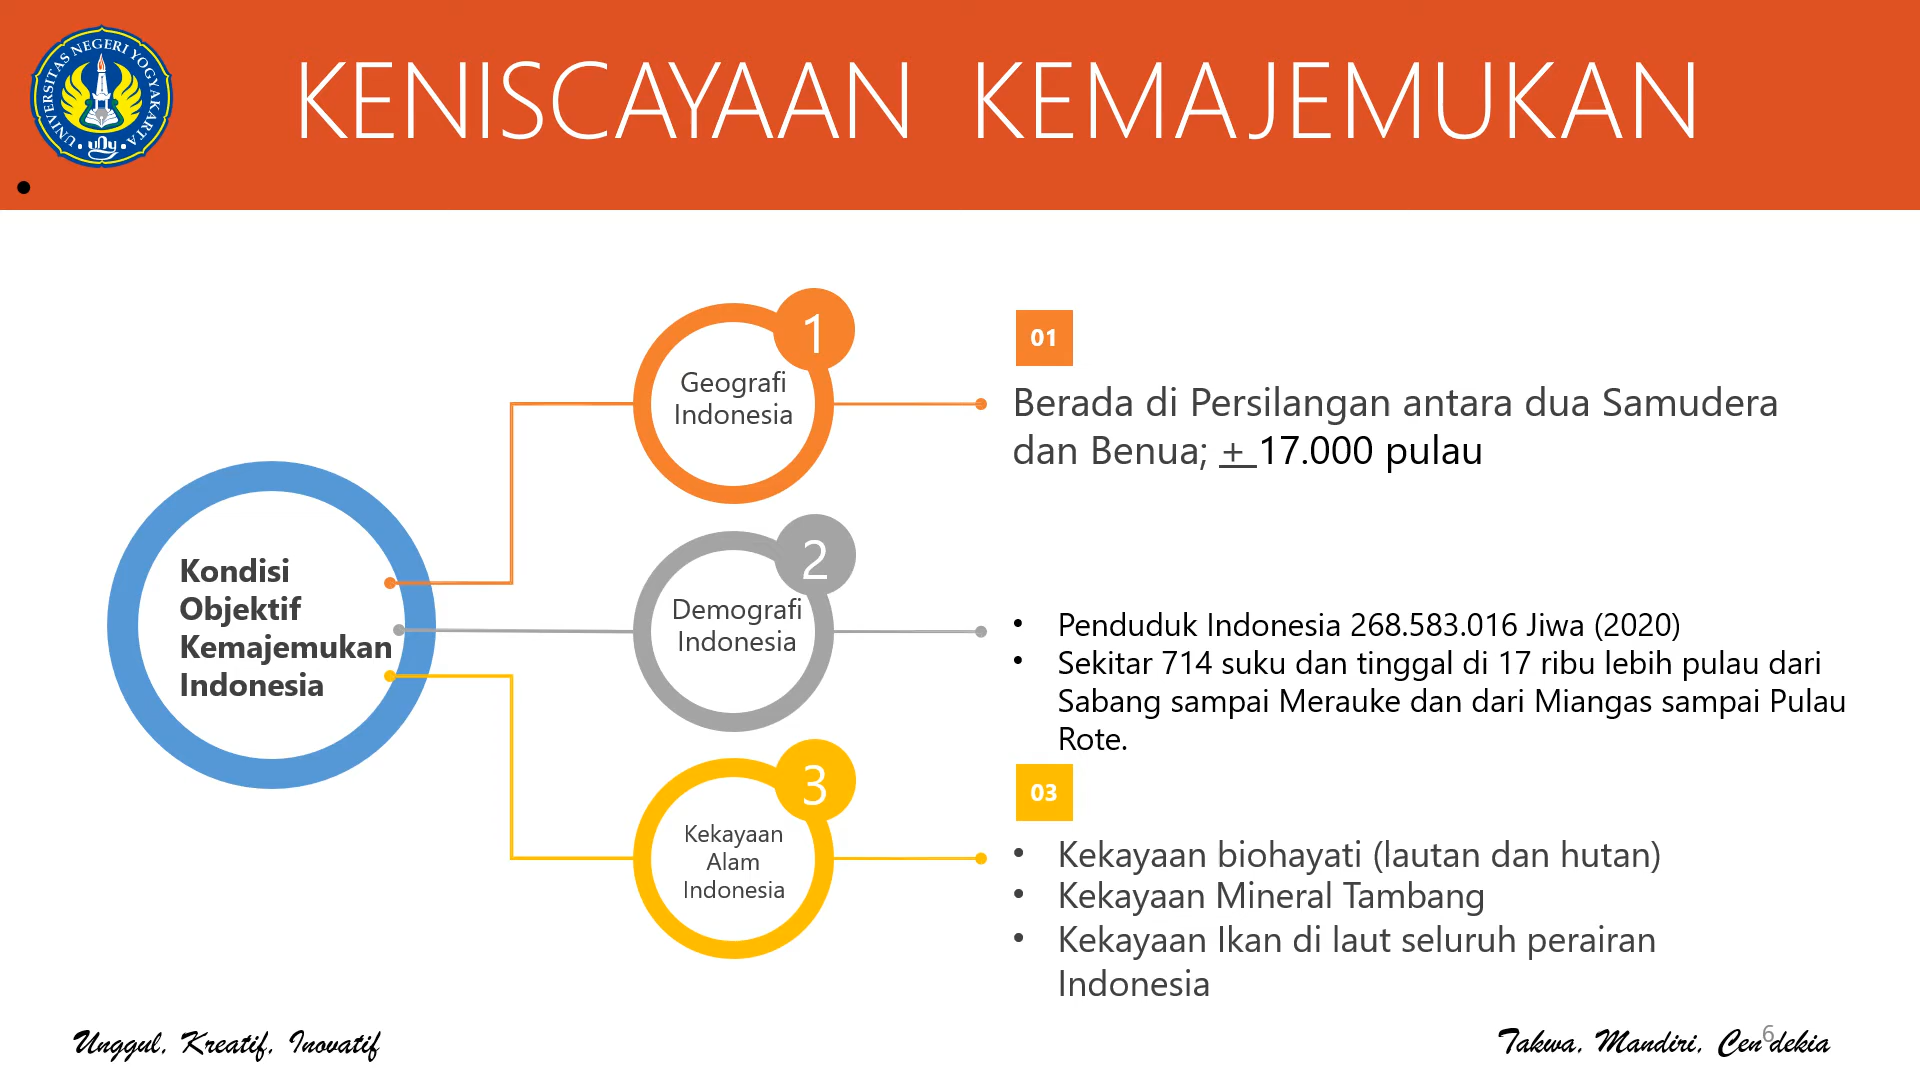 UNIVERSITAS NEGERI YOGYAKARTA
uny
KENISCAYAAN KEMAJEMUKAN
•
Kondisi
Objektif
Kemajemukan
Indonesia
1
Geografi
Indonesia
01
Berada di Persilangan antara dua Samudera
dan Benua; + 17.000 pulau
2
Demografi
Indonesia
• Penduduk Indonesia 268.583.016 Jiwa (2020)
• Sekitar 714 suku dan tinggal di 17 ribu lebih pulau dari
Sabang sampai Merauke dan dari Miangas sampai Pulau
Rote.
3
Kekayaan
Alam
Indonesia
03
• Kekayaan biohayati (lautan dan hutan)
• Kekayaan Mineral Tambang
• Kekayaan Ikan di laut seluruh perairan
Indonesia
Unggul, Kreatif, Inovatif
Takwa, Mandiri, Cendekia
6